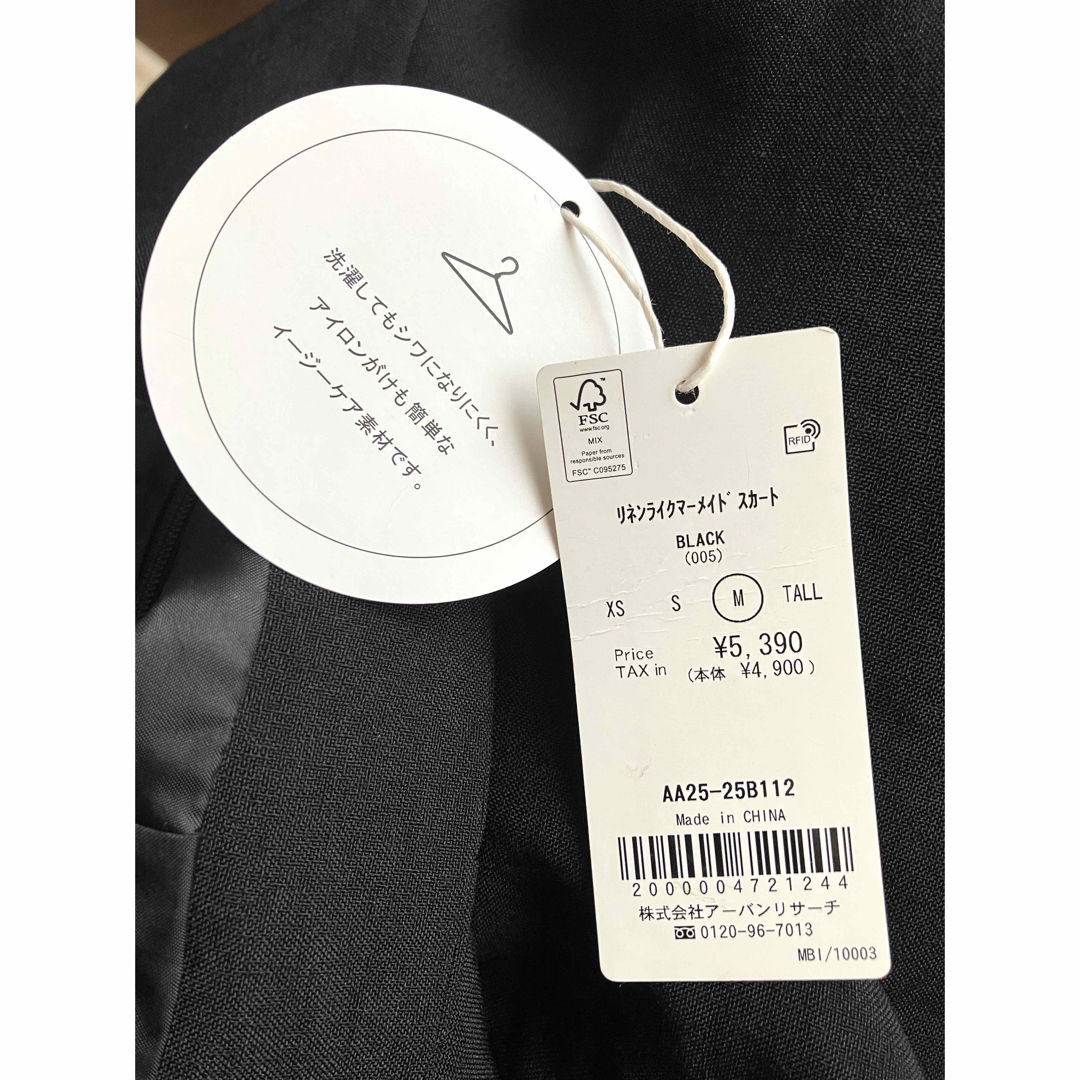 洗濯してもシワになりにくく、
アイロンがけも簡単な
イージーケア素材です。
FSC™
www.fsc.org
MIX
Paper from
responsible sources
FSC™ C095275
RFID
ﾘﾈﾝﾗｲｸﾏｰﾒｲﾄﾞｽｶｰﾄ
BLACK
(005)
XS S M TALL
Price ¥5,390
TAX in (本体 ¥4,900)
AA25-25B112
Made in CHINA
2000004721244
株式会社アーバンリサーチ
0120-96-7013
MBI/10003